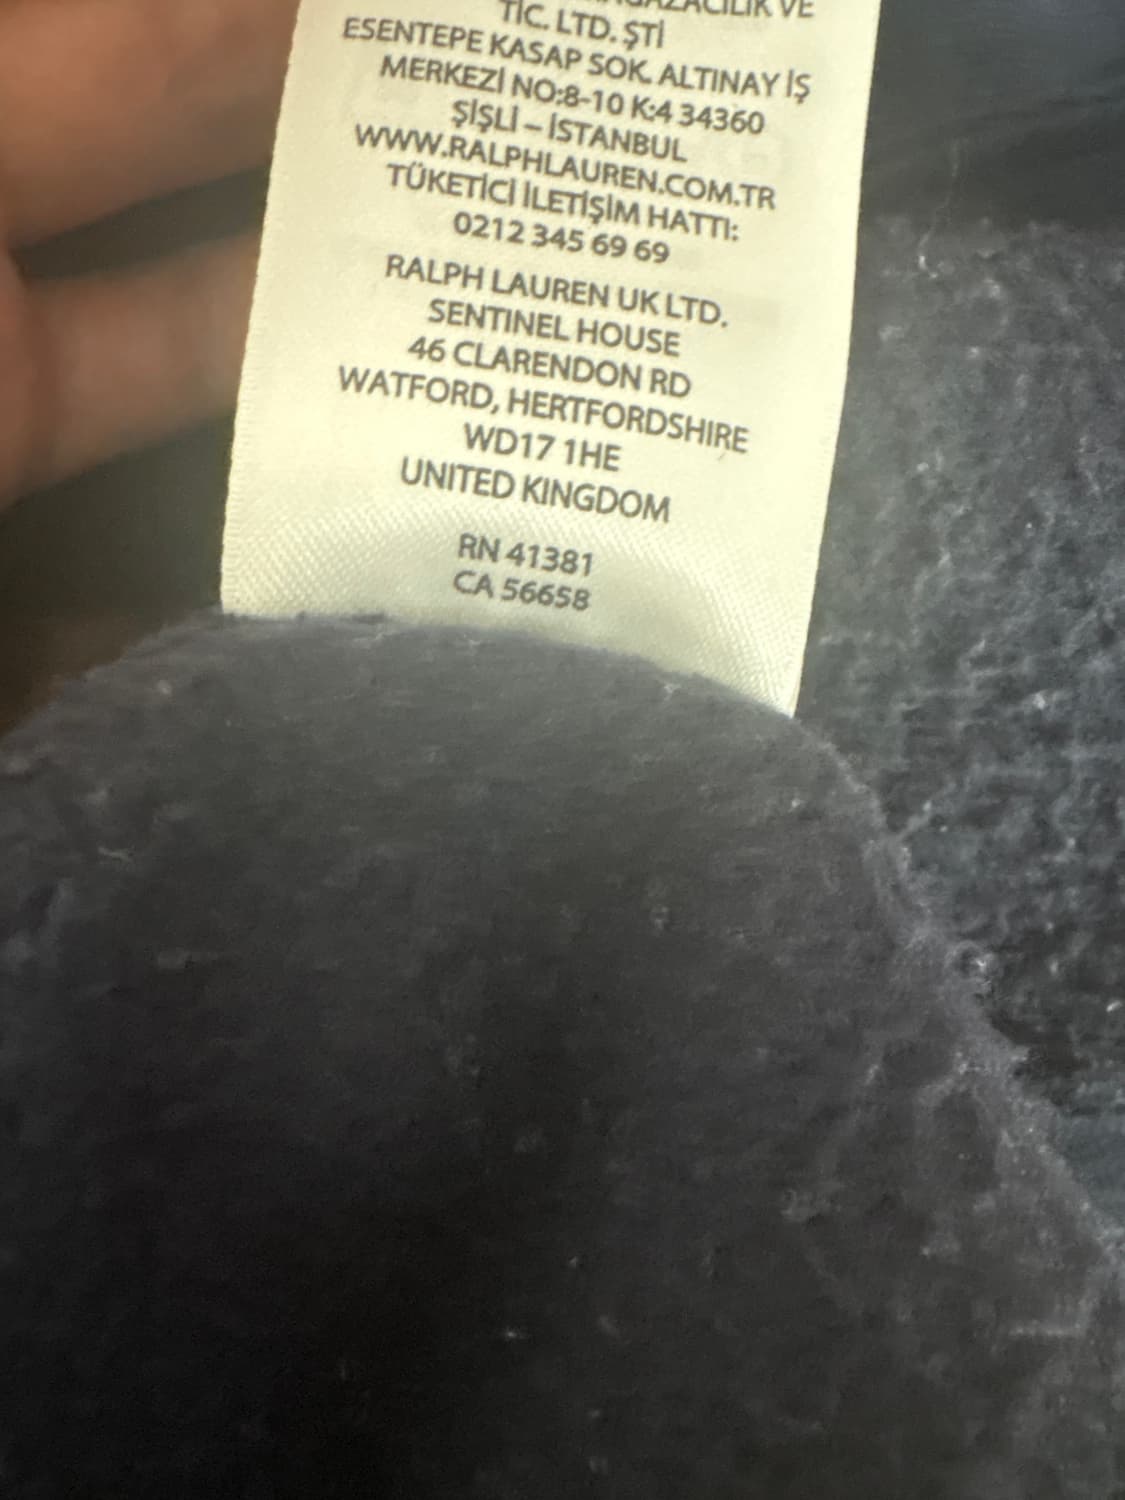 VE
TİC. LTD. ŞTİ
ESENTEPE KASAP SOK. ALTINAY İŞ
MERKEZİ NO:8-10 K:4 34360
ŞİŞLİ – İSTANBUL
WWW.RALPHLAUREN.COM.TR
TÜKETİCİ İLETİŞİM HATTI:
0212 345 69 69
RALPH LAUREN UK LTD.
SENTINEL HOUSE
46 CLARENDON RD
WATFORD, HERTFORDSHIRE
WD17 1HE
UNITED KINGDOM
RN 41381
CA 56658